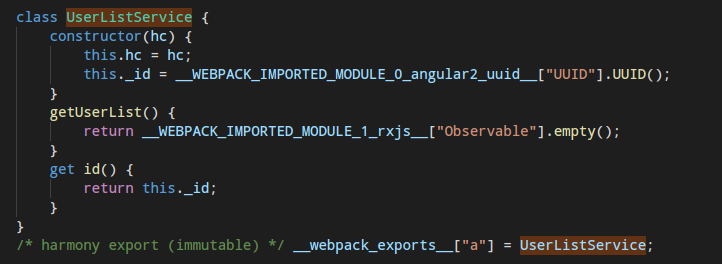 class UserListService {
    constructor(hc) {
        this.hc = hc;
        this._id = __WEBPACK_IMPORTED_MODULE_0_angular2_uuid__["UUID"].UUID();
    }
    getUserList() {
        return __WEBPACK_IMPORTED_MODULE_1_rxjs__["Observable"].empty();
    }
    get id() {
        return this._id;
    }
}
/* harmony export (immutable) */ __webpack_exports__["a"] = UserListService;